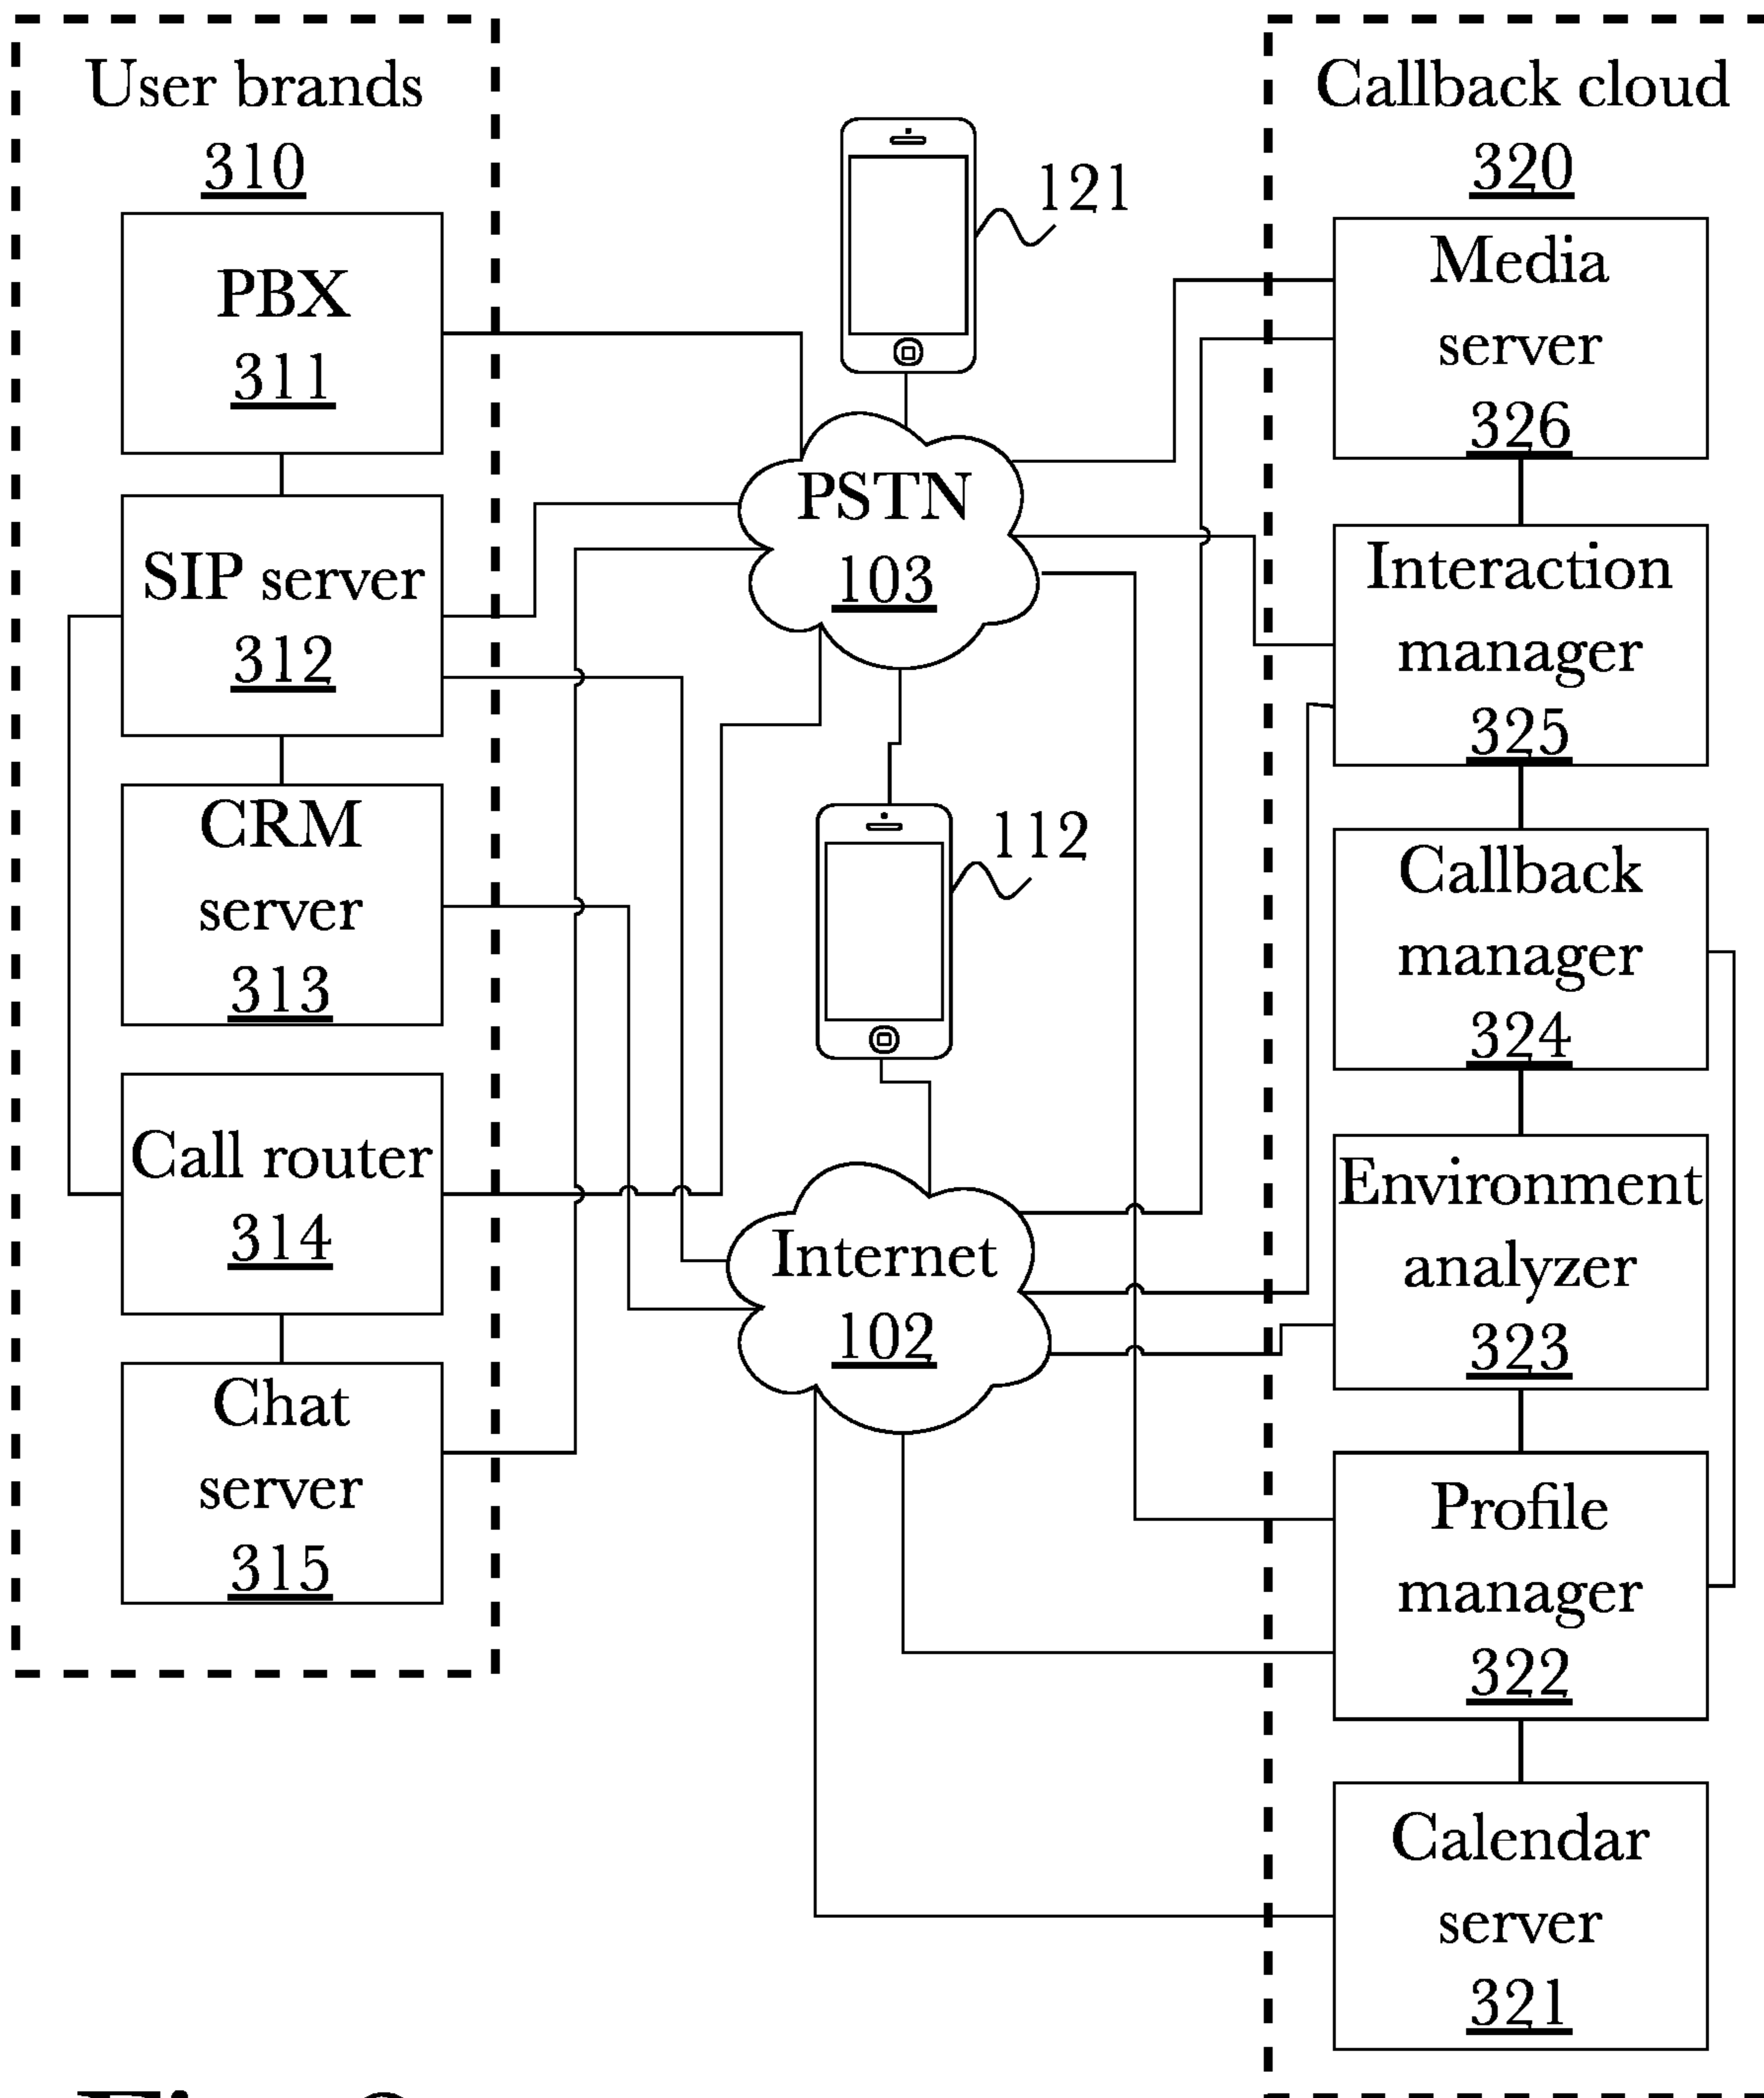 User brands
310
PBX
311
SIP server
312
CRM
server
313
Call router
314
Chat
server
315
121
PSTN
103
112
Internet
102
Callback cloud
320
Media
server
326
Interaction
manager
325
Callback
manager
324
Environment
analyzer
323
Profile
manager
322
Calendar
server
321